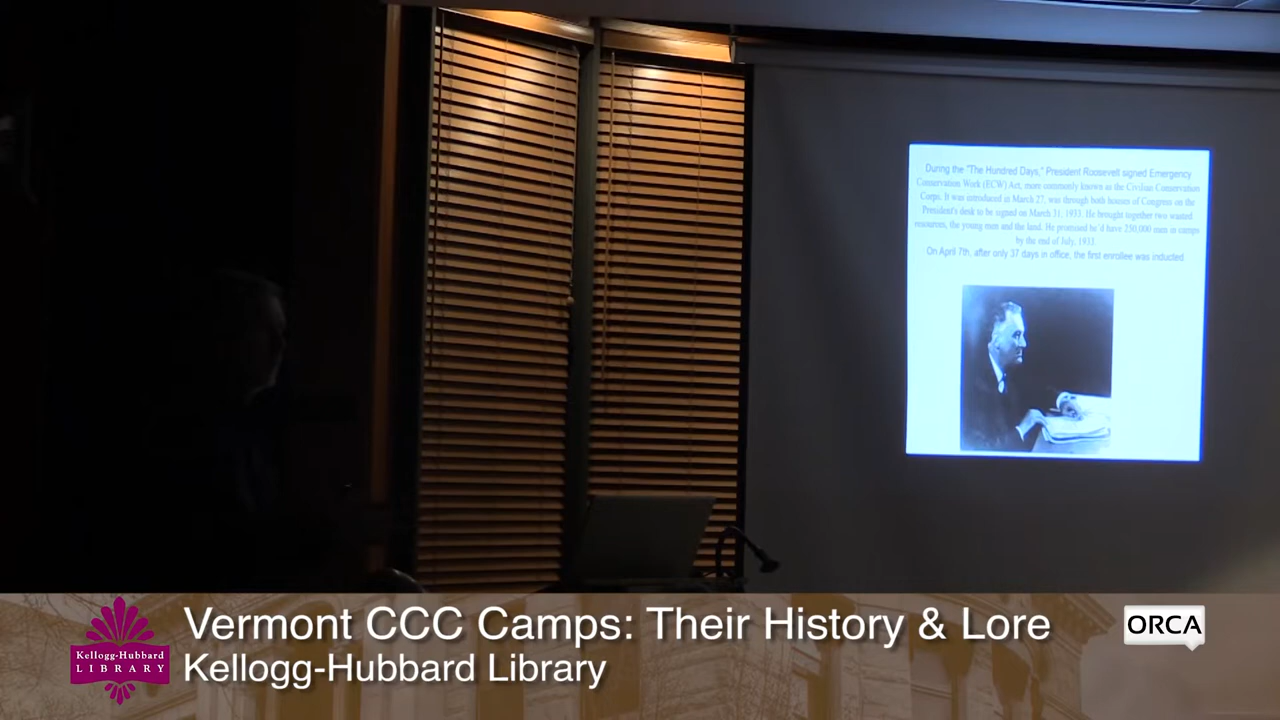 During the "The Hundred Days," President Roosevelt signed Emergency
Conservation Work (ECW) Act, more commonly known as the Civilian Conservation
Corps. It was introduced in March 27, was through both houses of Congress on the
President's desk to be signed on March 31, 1933. He brought together two wasted
resources, the young men and the land. He promised he'd have 250,000 men in camps
by the end of July, 1933.
On April 7th, after only 37 days in office, the first enrollee was inducted
Vermont CCC Camps: Their History & Lore
Kellogg-Hubbard Library
Kellogg-Hubbard
LIBRARY
ORCA